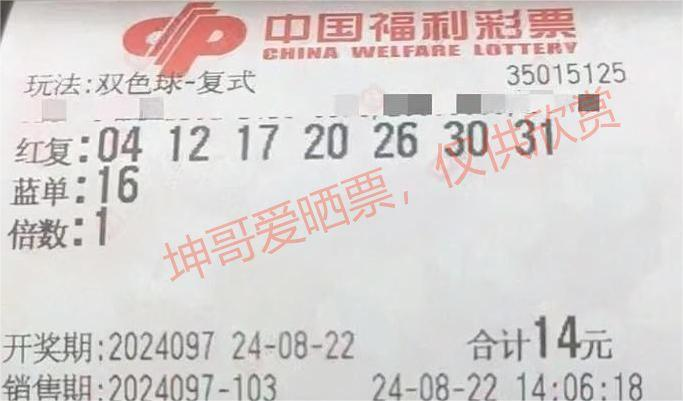 中国福利彩票
CHINA WELFARE LOTTERY
玩法:双色球-复式 35015125
红复:04 12 17 20 26 30 31
蓝单:16
倍数:1
坤哥爱晒票，仅供欣赏
开奖期:2024097 24-08-22 合计14元
销售期:2024097-103 24-08-22 14:06:18